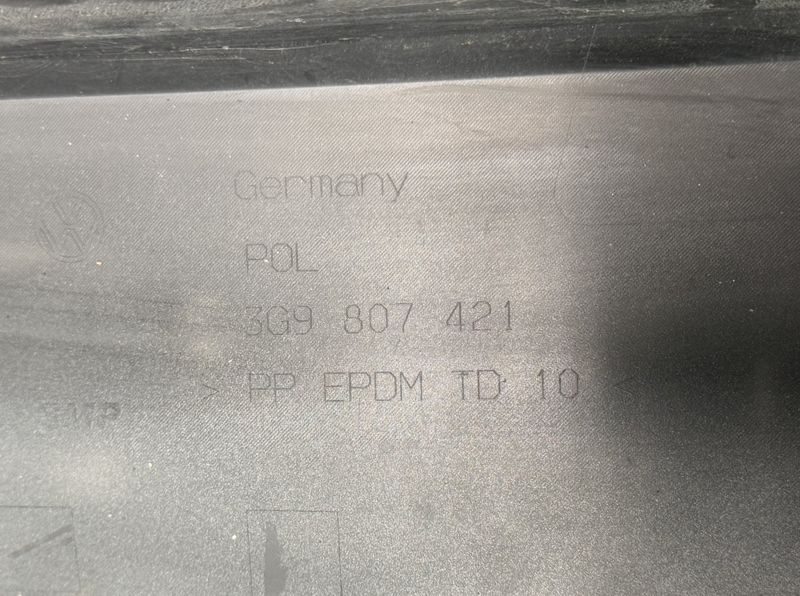 Germany
POL
3G9 807 421
> PP EPDM TD 10 <